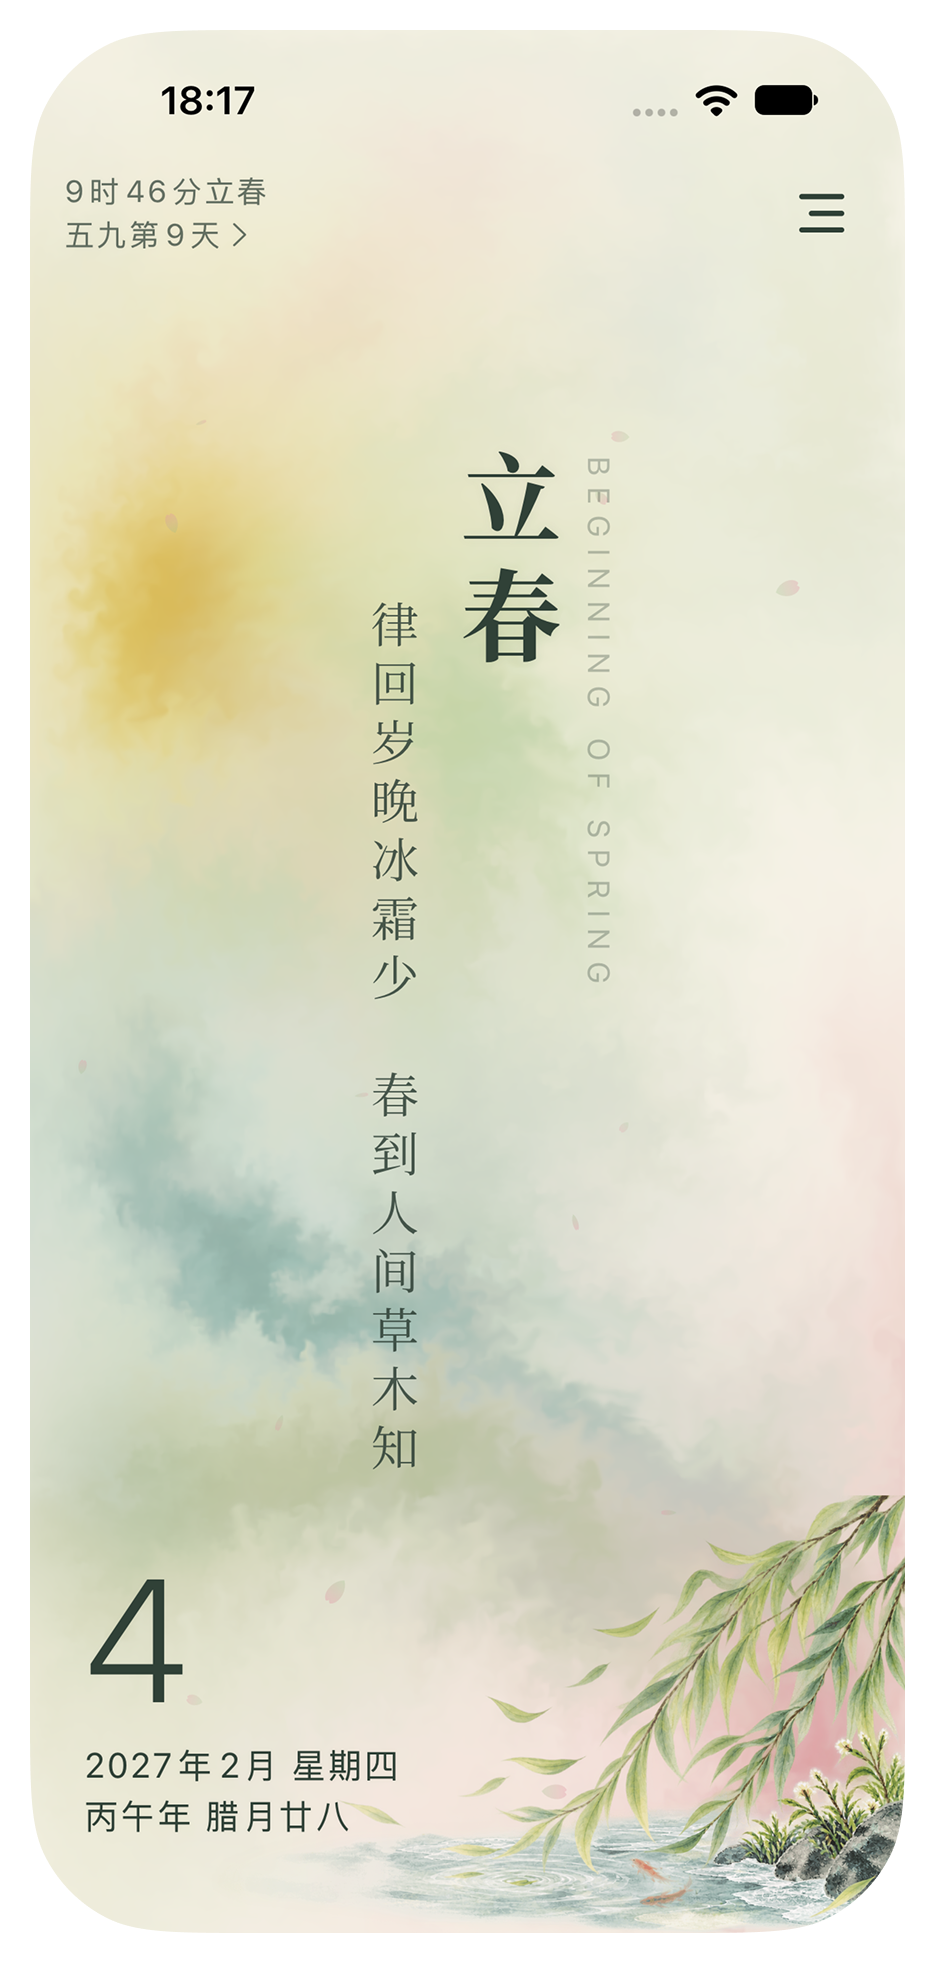 18:17
9时46分立春
五九第9天 >
BEGINNING OF SPRING
立春
律回岁晚冰霜少 春到人间草木知
4
2027年2月 星期四
丙午年 腊月廿八